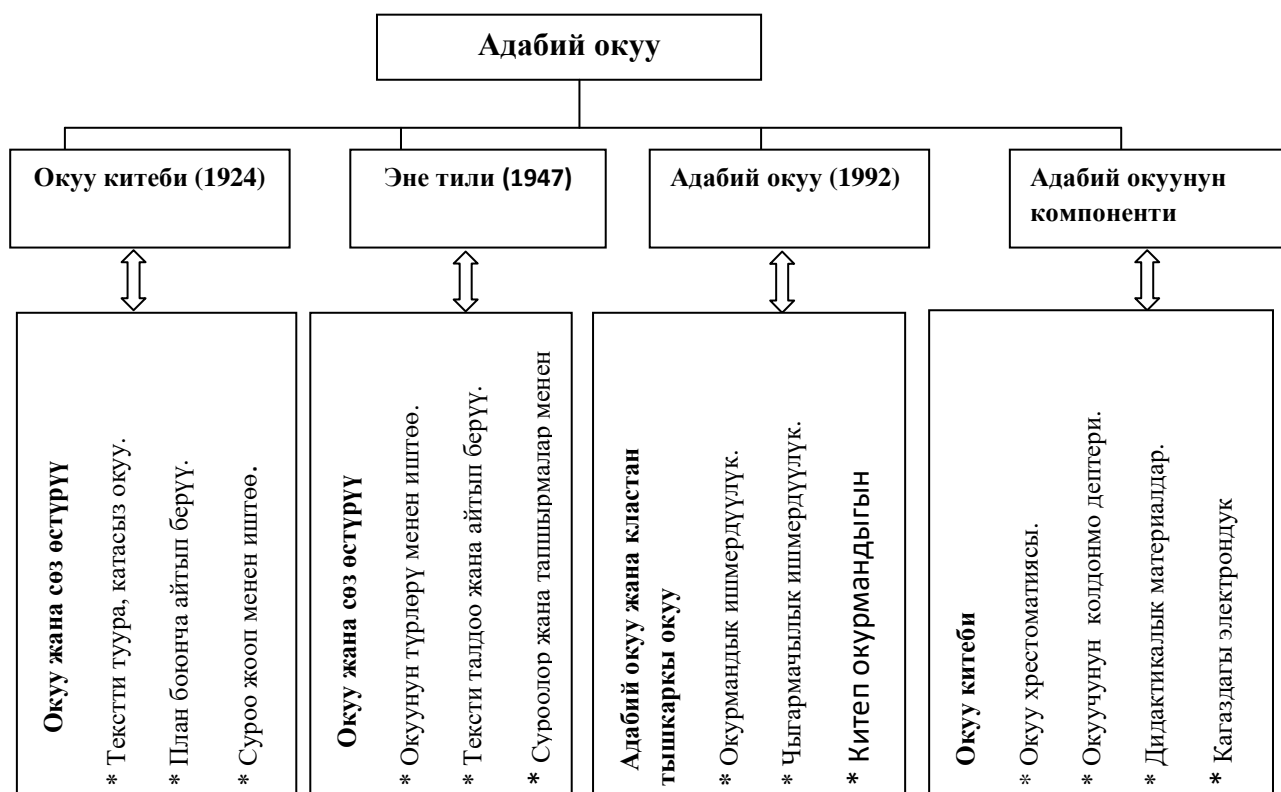 Адабий окуу
Окуу китеби (1924)
Эне тили (1947)
Адабий окуу (1992)
Адабий окуунун
компоненти
Окуу жана сөз өстүрүү
* Текстти туура, катасыз окуу.
* План боюнча айтып берүү.
* Суроо жооп менен иштөө.
Окуу жана сөз өстүрүү
* Окуунун түрлөрү менен иштөө.
* Тексти талдоо жана айтып берүү.
* Суроолор жана тапшырмалар менен
Адабий окуу жана кластан
тышкаркы окуу
* Окурмандык ишмердүүлүк.
* Чыгармачылык ишмердүүлүк.
* Китеп окурмандыгын
Окуу китеби
* Окуу хрестоматиясы.
* Окуучунун колдонмо дептери.
* Дидактикалык материалдар.
* Кагаздагы электрондук